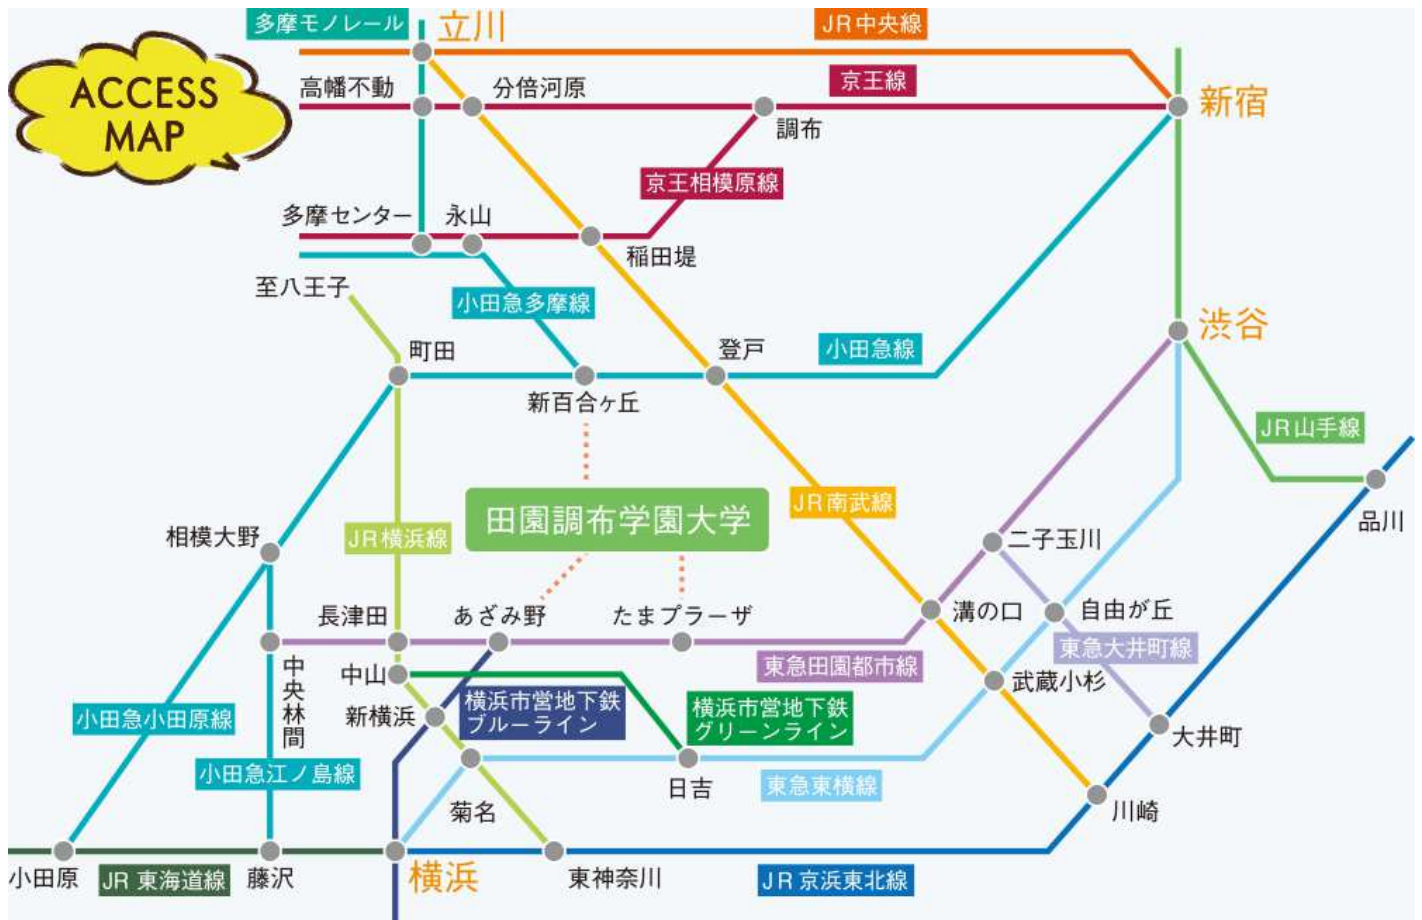 多摩モノレール
立川
JR中央線
ACCESS
MAP
高幡不動
分倍河原
京王線
新宿
調布
京王相模原線
多摩センター
永山
稲田堤
至八王子
小田急多摩線
渋谷
町田
登戸
小田急線
新百合ヶ丘
JR山手線
JR南武線
田園調布学園大学
品川
相模大野
JR横浜線
二子玉川
長津田
あざみ野
たまプラーザ
溝の口
自由が丘
東急大井町線
中央林間
中山
東急田園都市線
武蔵小杉
小田急小田原線
新横浜
横浜市営地下鉄
ブルーライン
横浜市営地下鉄
グリーンライン
大井町
小田急江ノ島線
日吉
東急東横線
菊名
川崎
小田原
JR 東海道線
藤沢
横浜
東神奈川
JR京浜東北線